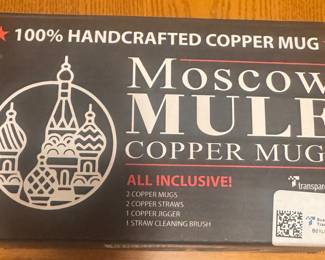 100% HANDCRAFTED COPPER MUG
Moscow
MULE
COPPER MUG
ALL INCLUSIVE!
2 COPPER MUGS
2 COPPER STRAWS
1 COPPER JIGGER
1 STRAW CLEANING BRUSH